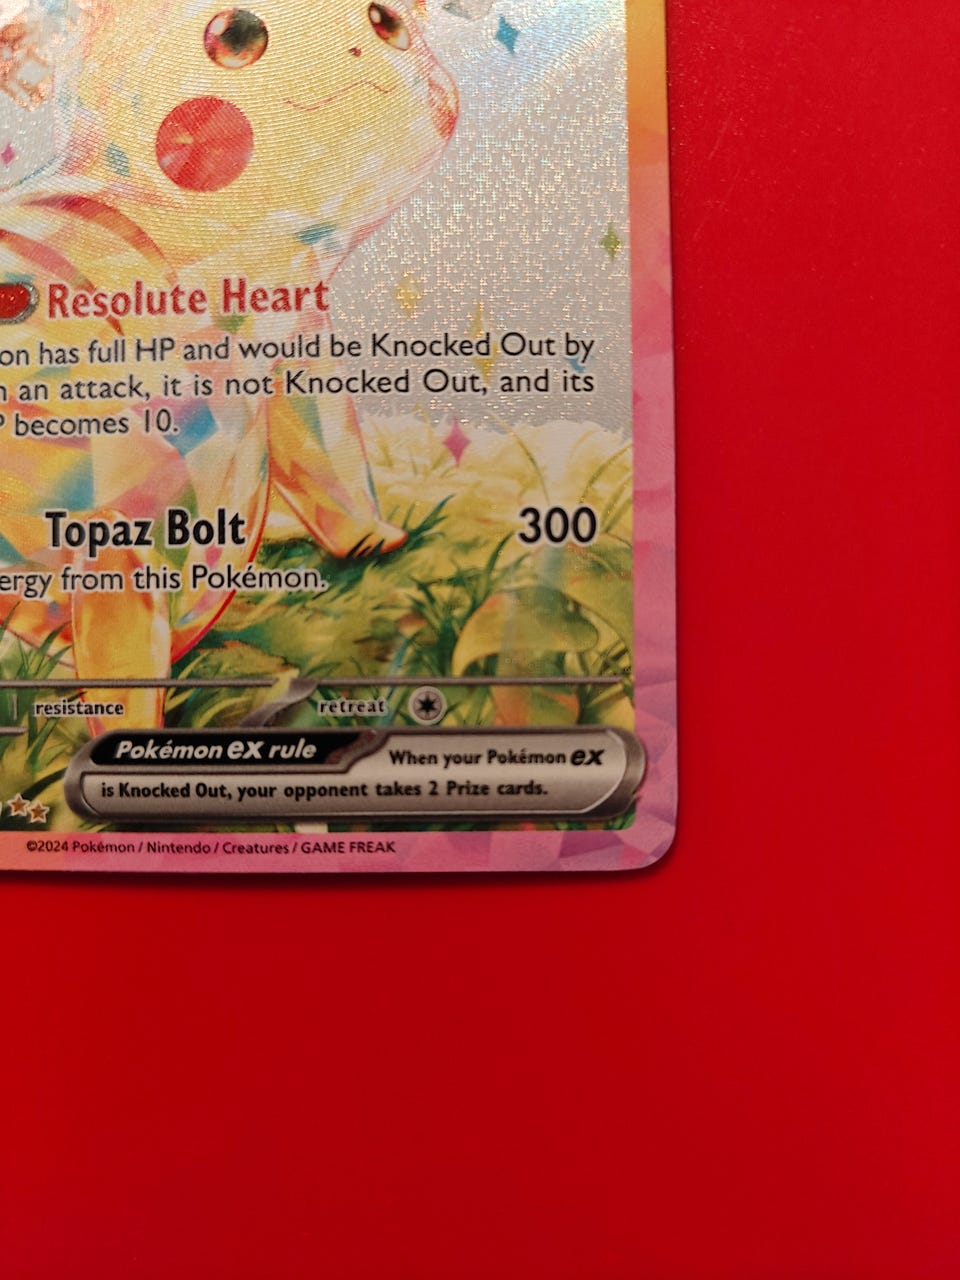 Resolute Heart
on has full HP and would be Knocked Out by
an attack, it is not Knocked Out, and its
becomes 10.
Topaz Bolt 300
ergy from this Pokémon.
resistance retreat
Pokémon ex rule When your Pokémon ex
is Knocked Out, your opponent takes 2 Prize cards.
©2024 Pokémon / Nintendo / Creatures / GAME FREAK